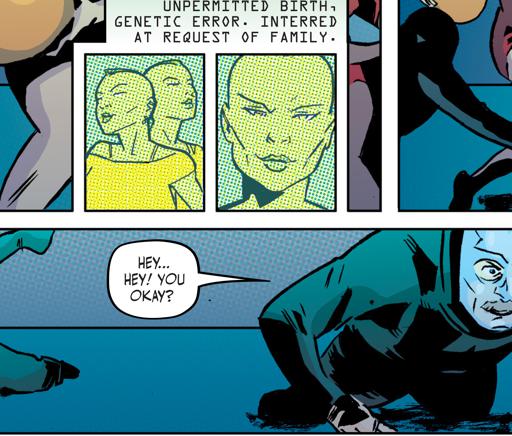 UNPERMITTED BIRTH,
GENETIC ERROR. INTERRED
AT REQUEST OF FAMILY.
HEY...
HEY! YOU
OKAY?